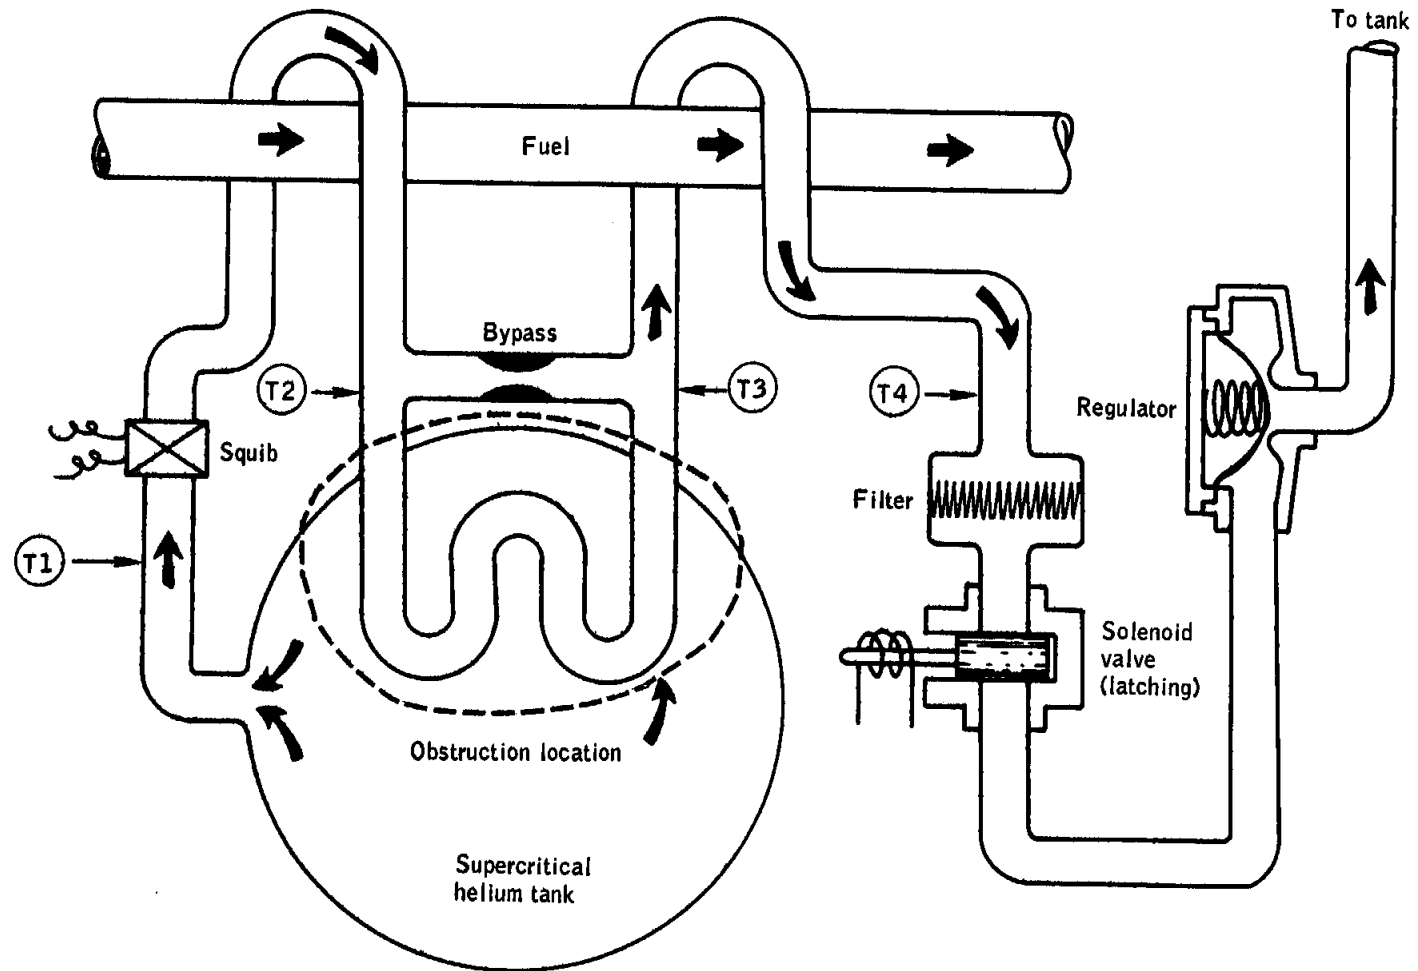 To tank
Fuel
Bypass
T2
T3
T4
Regulator
Squib
Filter
T1
Solenoid
valve
(latching)
Obstruction location
Supercritical
helium tank